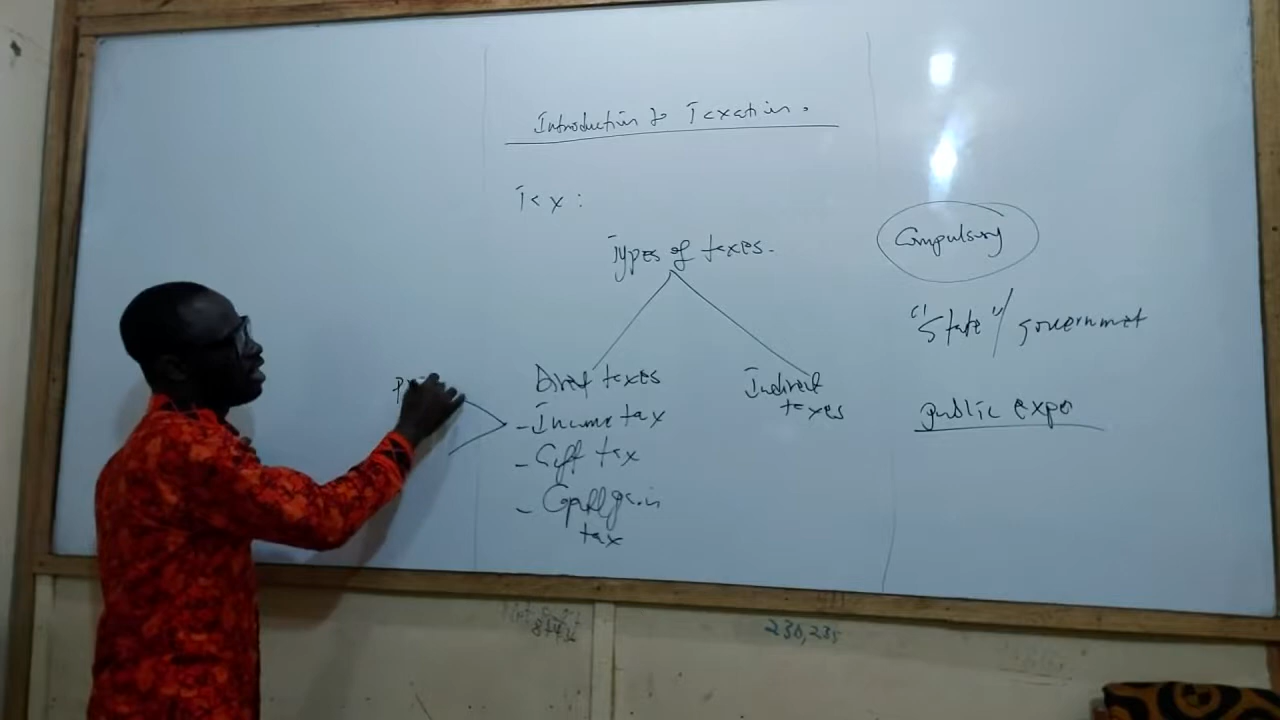 Introduction to Taxation.
Tax :
Types of taxes.
Direct taxes
- Income tax
- Gift tax
- Capital gain
tax
Indirect
taxes
Compulsory
"State"/government
public expo
230,235